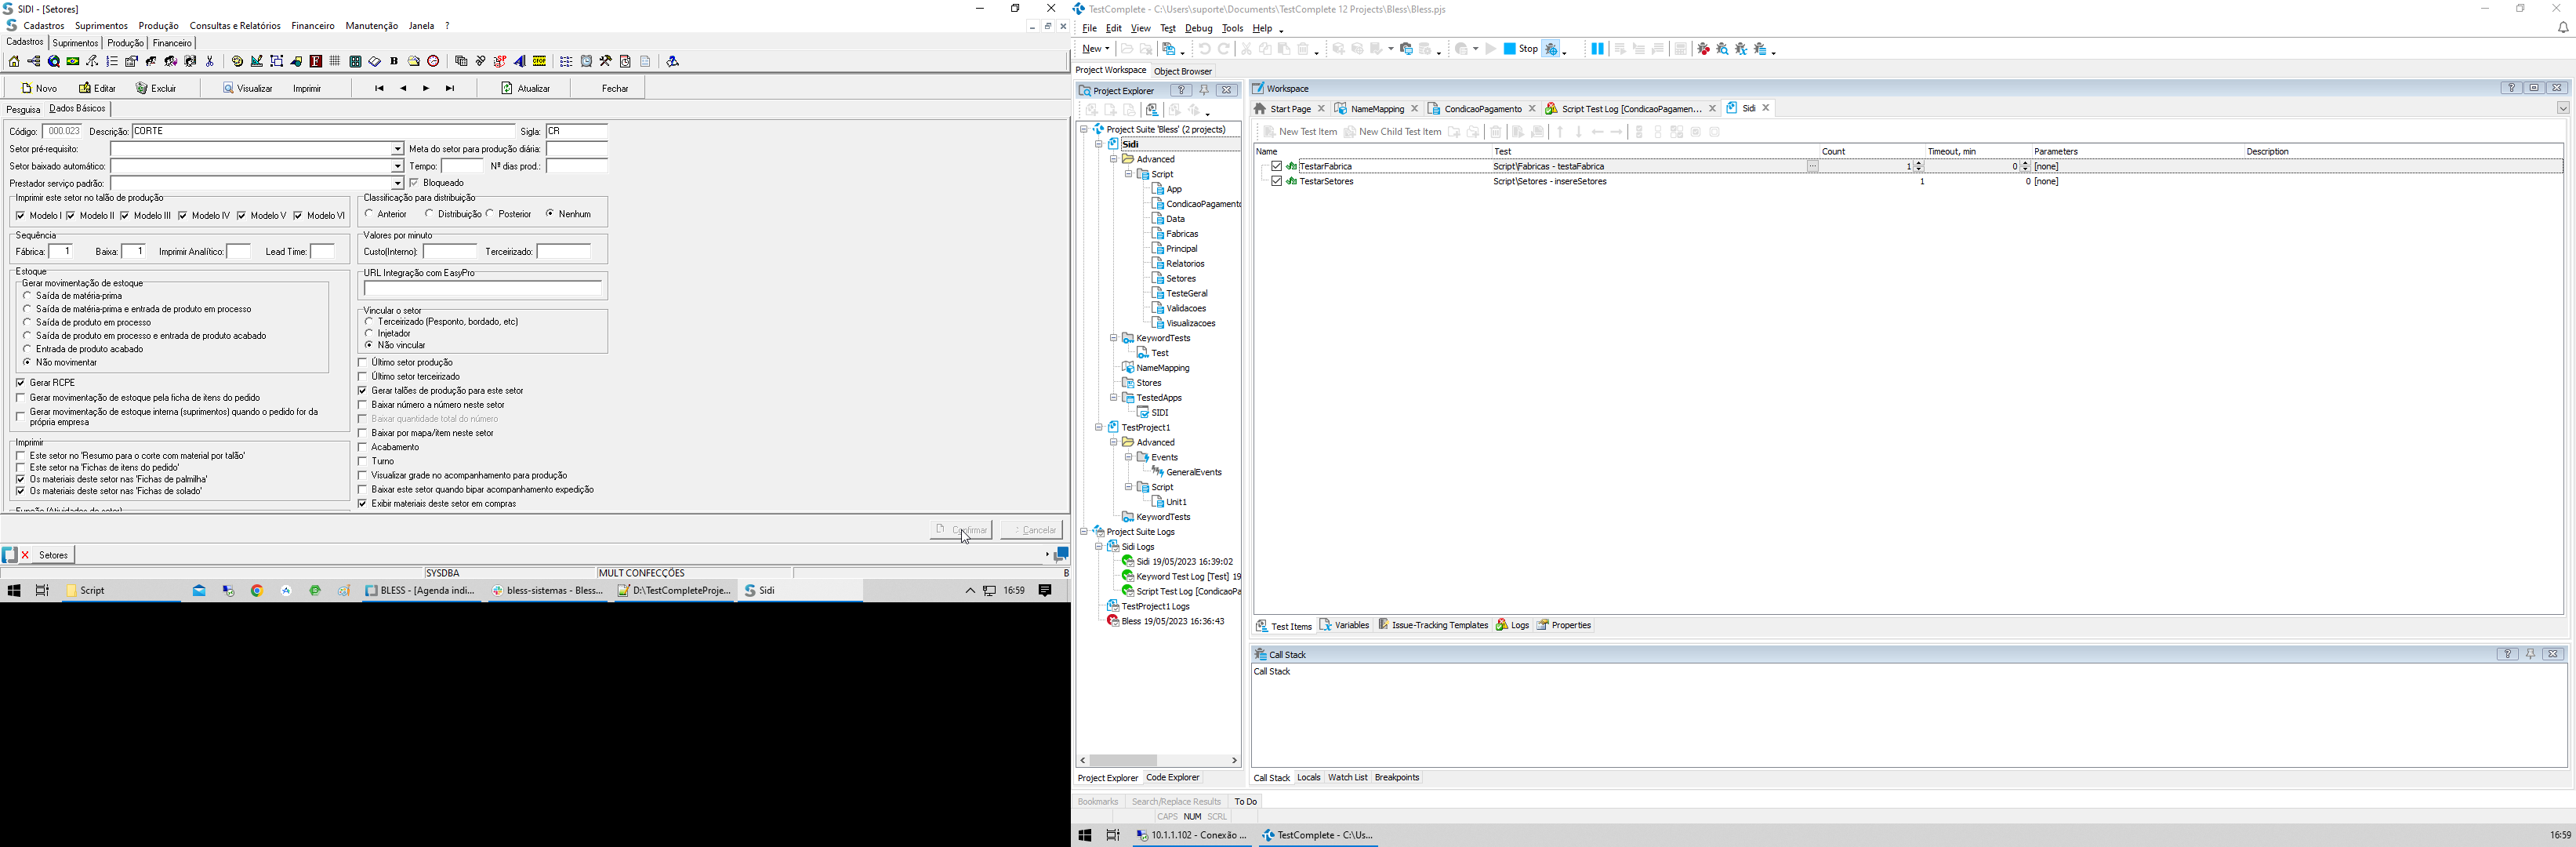 SIDI - [Setores]
Cadastros Suprimentos Produção Consultas e Relatórios Financeiro Manutenção Janela ?
Cadastros Suprimentos Produção Financeiro
Novo Editar Excluir Visualizar Imprimir Atualizar Fechar
Pesquisa Dados Básicos
Código: 000.023 Descrição: CORTE Sigla: CR
Setor pré-requisito: Meta do setor para produção diária:
Setor baixado automático: Tempo: Nº dias prod.:
Prestador serviço padrão: Bloqueado
Imprimir este setor no talão de produção
Modelo I Modelo II Modelo III Modelo IV Modelo V Modelo VI
Classificação para distribuição
Anterior Distribuição Posterior Nenhum
Sequência
Fábrica: 1 Baixa: 1 Imprimir Analítico: Lead Time:
Valores por minuto
Custo(Interno): Terceirizado:
Estoque
Gerar movimentação de estoque
Saída de matéria-prima
Saída de matéria-prima e entrada de produto em processo
Saída de produto em processo
Saída de produto em processo e entrada de produto acabado
Entrada de produto acabado
Não movimentar
Gerar RCPE
Gerar movimentação de estoque pela ficha de itens do pedido
Gerar movimentação de estoque interna (suprimentos) quando o pedido for da
própria empresa
Imprimir
Este setor no 'Resumo para o corte com material por talão'
Este setor na 'Fichas de itens do pedido'
Os materiais deste setor nas 'Fichas de palmilha'
Os materiais deste setor nas 'Fichas de solado'
Função (Atividades do setor)
URL Integração com EasyPro
Vincular o setor
Terceirizado (Pesponto, bordado, etc)
Injetador
Não vincular
Último setor produção
Último setor terceirizado
Gerar talões de produção para este setor
Baixar número a número neste setor
Baixar quantidade total do número
Baixar por mapa/item neste setor
Acabamento
Turno
Visualizar grade no acompanhamento para produção
Baixar este setor quando bipar acompanhamento expedição
Exibir materiais deste setor em compras
Confirmar Cancelar
Setores
SYSDBA MULT CONFECÇÕES B
Script BLESS - [Agenda indi... bless-sistemas - Bless... D:\TestCompleteProje... Sidi 16:59
TestComplete - C:\Users\suporte\Documents\TestComplete 12 Projects\Bless\Bless.pjs
File Edit View Test Debug Tools Help
New Stop
Project Workspace Object Browser
Project Explorer
Project Suite 'Bless' (2 projects)
Sidi
Advanced
Script
App
CondicaoPagamento
Data
Fabricas
Principal
Relatorios
Setores
TesteGeral
Validacoes
Visualizacoes
KeywordTests
Test
NameMapping
Stores
TestedApps
SIDI
TestProject1
Advanced
Events
GeneralEvents
Script
Unit1
KeywordTests
Project Suite Logs
Sidi Logs
Sidi 19/05/2023 16:39:02
Keyword Test Log [Test] 19
Script Test Log [CondicaoPa
TestProject1 Logs
Bless 19/05/2023 16:36:43
Project Explorer Code Explorer
Workspace
Start Page NameMapping CondicaoPagamento Script Test Log [CondicaoPagamen... Sidi
New Test Item New Child Test Item
Name Test Count Timeout, min Parameters Description
TestarFabrica Script\Fabricas - testaFabrica 1 0 [none]
TestarSetores Script\Setores - insereSetores 1 0 [none]
Test Items Variables Issue-Tracking Templates Logs Properties
Call Stack
Call Stack
Call Stack Locals Watch List Breakpoints
Bookmarks Search/Replace Results To Do
CAPS NUM SCRL
10.1.1.102 - Conexão ... TestComplete - C:\Us... 16:59